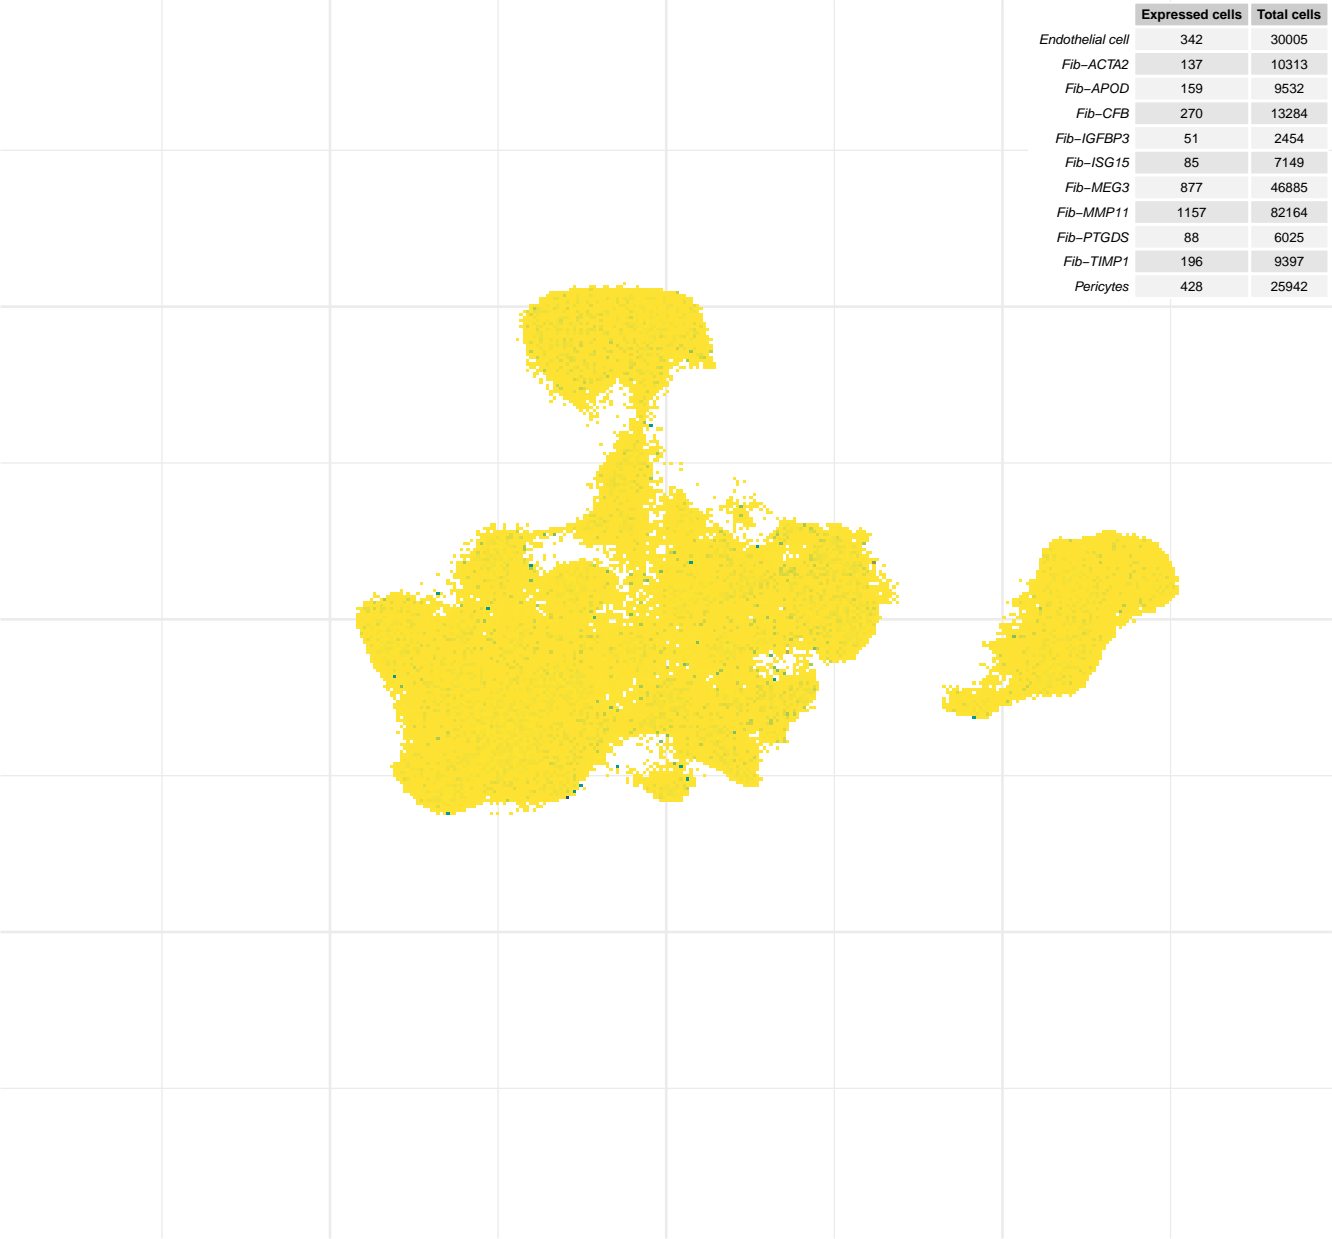 Expressed cells Total cells
Endothelial cell 342 30005
Fib−ACTA2 137 10313
Fib−APOD 159 9532
Fib−CFB 270 13284
Fib−IGFBP3 51 2454
Fib−ISG15 85 7149
Fib−MEG3 877 46885
Fib−MMP11 1157 82164
Fib−PTGDS 88 6025
Fib−TIMP1 196 9397
Pericytes 428 25942